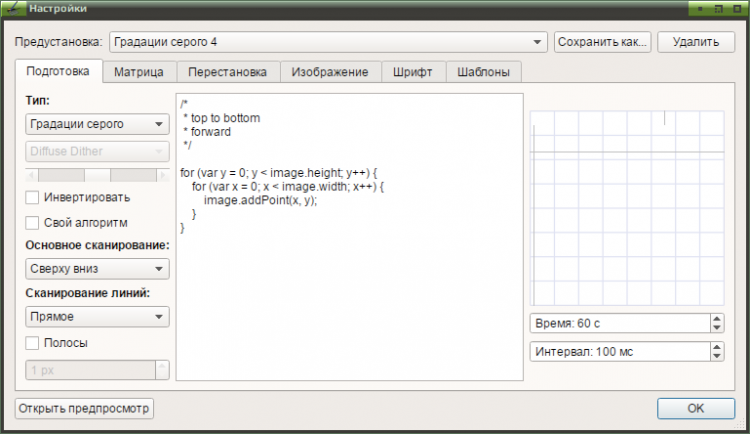 Настройки
Предустановка: Градации серого 4 Сохранить как... Удалить
Подготовка Матрица Перестановка Изображение Шрифт Шаблоны
Тип:
Градации серого
Diffuse Dither
Инвертировать
Свой алгоритм
Основное сканирование:
Сверху вниз
Сканирование линий:
Прямое
Полосы
1 px
/*
 * top to bottom
 * forward
 */
for (var y = 0; y < image.height; y++) {
    for (var x = 0; x < image.width; x++) {
        image.addPoint(x, y);
    }
}
Время: 60 с
Интервал: 100 мс
Открыть предпросмотр
OK